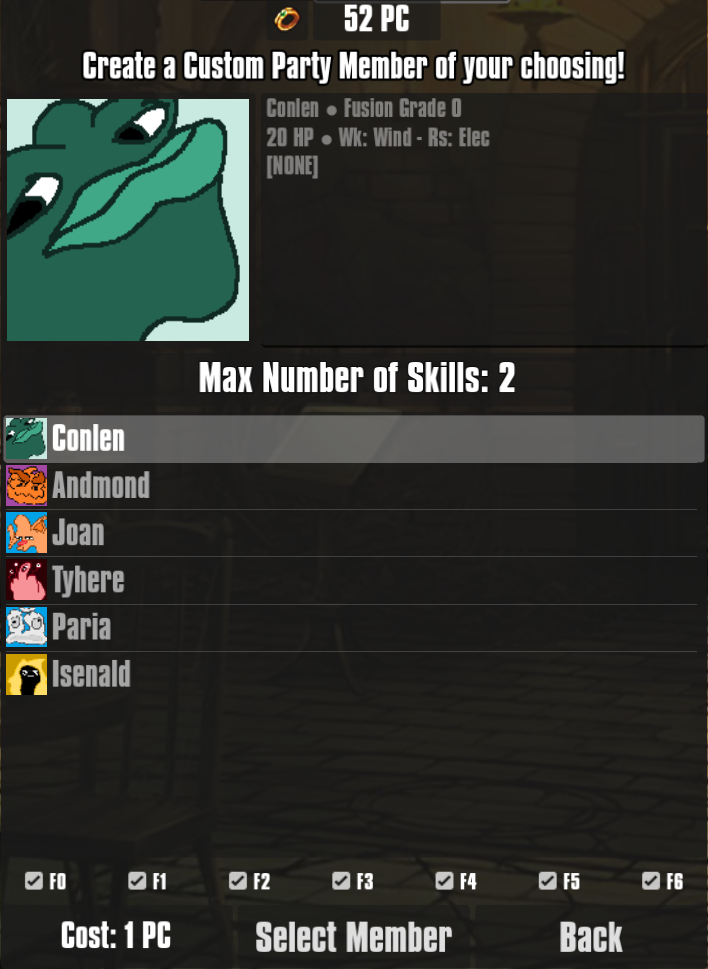 52 PC
Create a Custom Party Member of your choosing!
Conlen ● Fusion Grade 0
20 HP ● Wk: Wind - Rs: Elec
[NONE]
Max Number of Skills: 2
Conlen
Andmond
Joan
Tyhere
Paria
Isenald
F0 F1 F2 F3 F4 F5 F6
Cost: 1 PC Select Member Back